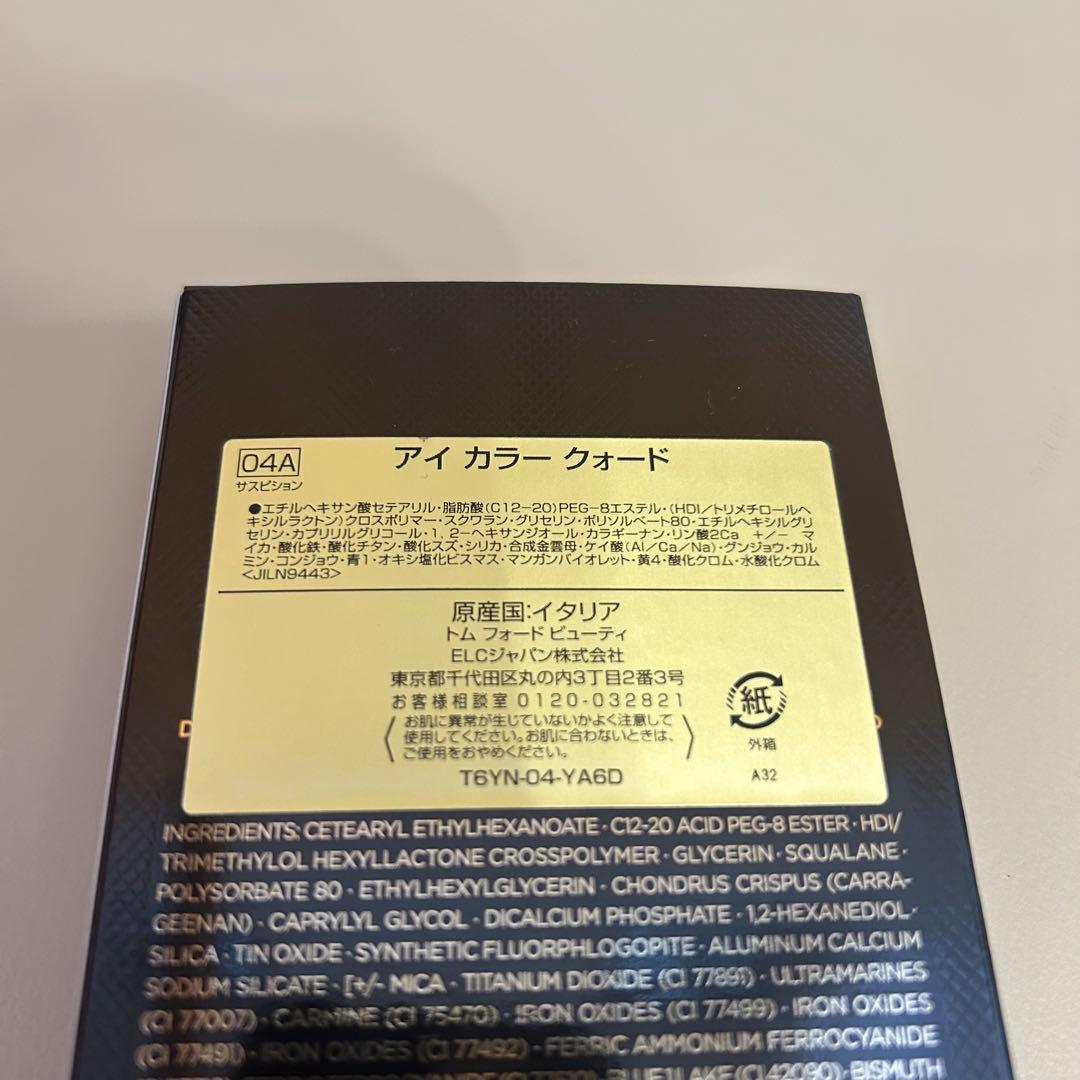 04A
アイ カラー クォード
サスピション
●エチルヘキサン酸セテアリル・脂肪酸(C12-20)PEG-8エステル・(HDI/トリメチロールヘ
キシルラクトン)クロスポリマー・スクワラン・グリセリン・ポリソルベート80・エチルヘキシルグリ
セリン・カプリリルグリコール・1,2-ヘキサンジオール・カラギーナン・リン酸2Ca +/- マ
イカ・酸化鉄・酸化チタン・酸化スズ・シリカ・合成金雲母・ケイ酸(Al/Ca/Na)・グンジョウ・カル
ミン・コンジョウ・青1・オキシ塩化ビスマス・マンガンバイオレット・黄4・酸化クロム・水酸化クロム
<JILN9443>
原産国:イタリア
トム フォード ビューティ
ELCジャパン株式会社
東京都千代田区丸の内3丁目2番3号
お客様相談室 0120-032821
お肌に異常が生じていないかよく注意して
使用してください。お肌に合わないときは、
ご使用をおやめください。
紙
外箱
T6YN-04-YA6D
A32
INGREDIENTS: CETEARYL ETHYLHEXANOATE · C12-20 ACID PEG-8 ESTER · HDI/
TRIMETHYLOL HEXYLLACTONE CROSSPOLYMER · GLYCERIN · SQUALANE ·
POLYSORBATE 80 · ETHYLHEXYLGLYCERIN · CHONDRUS CRISPUS (CARRA-
GEENAN) · CAPRYLYL GLYCOL · DICALCIUM PHOSPHATE · 1,2-HEXANEDIOL ·
SILICA · TIN OXIDE · SYNTHETIC FLUORPHLOGOPITE · ALUMINUM CALCIUM
SODIUM SILICATE · [+/- MICA · TITANIUM DIOXIDE (CI 77891) · ULTRAMARINES
(CI 77007) · CARMINE (CI 75470) · IRON OXIDES (CI 77499) · IRON OXIDES
(CI 77491) · IRON OXIDES (CI 77492) · FERRIC AMMONIUM FERROCYANIDE
BLUE 1 LAKE (CI 42090) · BISMUTH